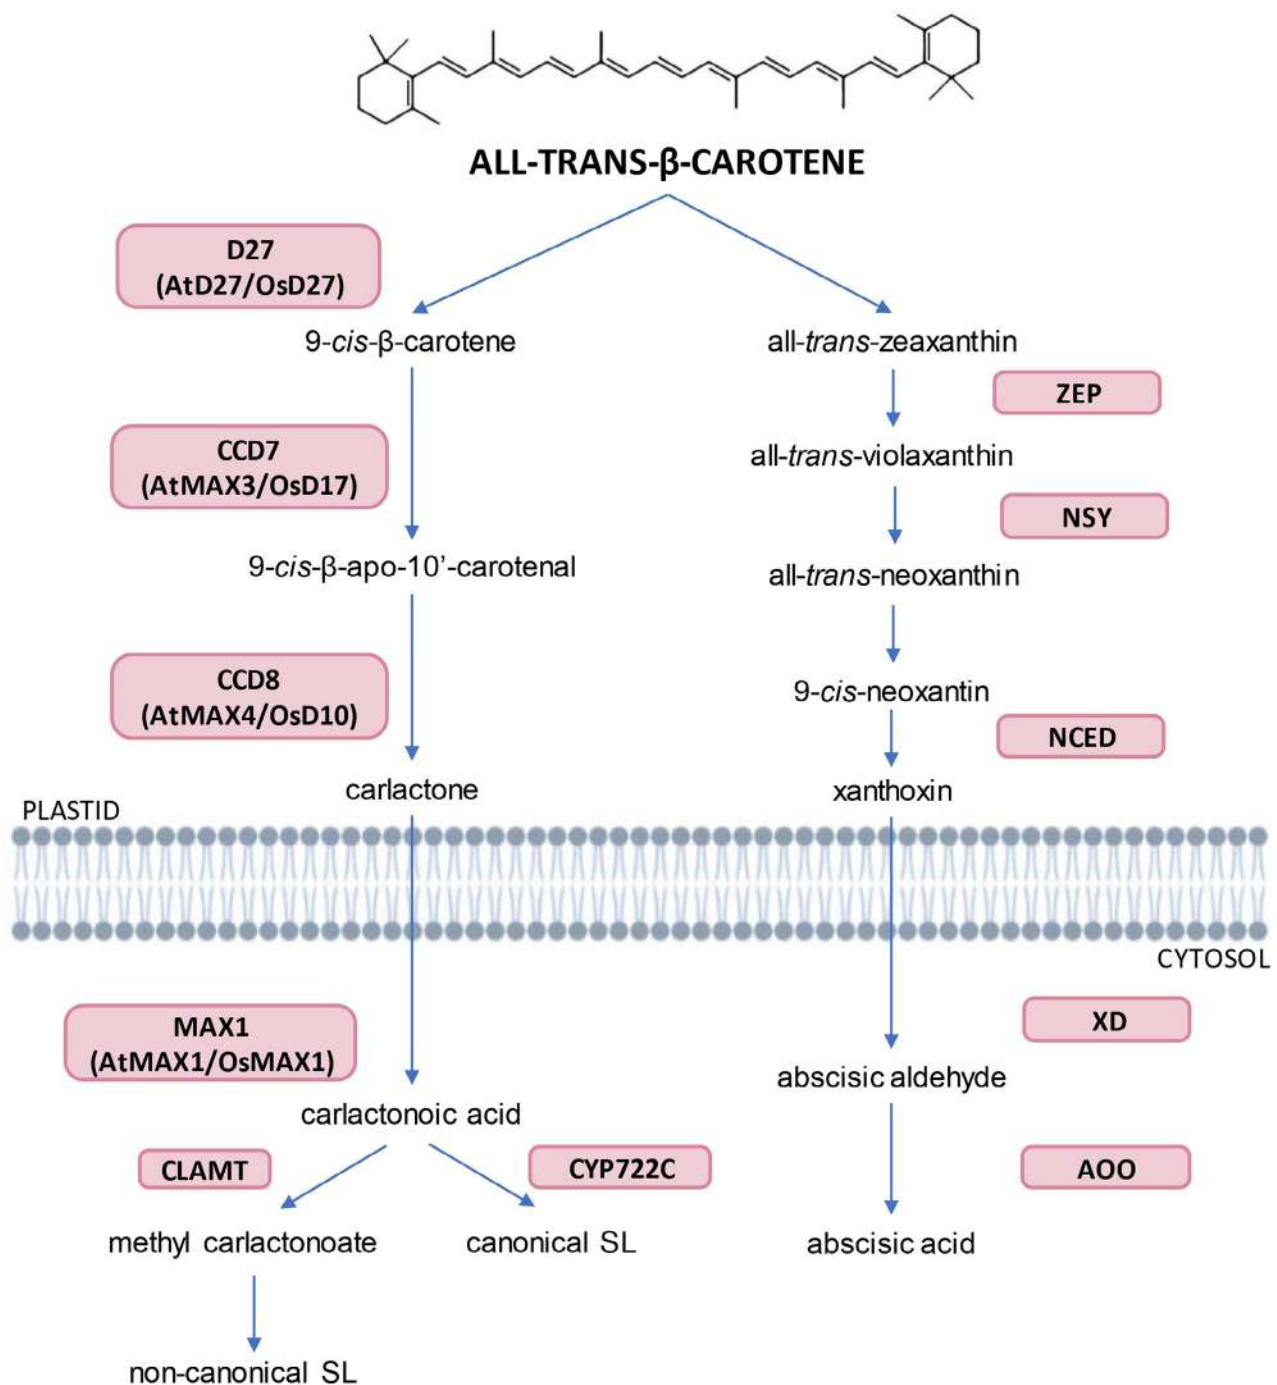 ALL-TRANS-β-CAROTENE
D27
(AtD27/OsD27)
9-cis-β-carotene
all-trans-zeaxanthin
ZEP
CCD7
(AtMAX3/OsD17)
all-trans-violaxanthin
NSY
9-cis-β-apo-10’-carotenal
all-trans-neoxanthin
CCD8
(AtMAX4/OsD10)
9-cis-neoxantin
NCED
carlactone
xanthoxin
PLASTID
CYTOSOL
MAX1
(AtMAX1/OsMAX1)
XD
abscisic aldehyde
carlactonoic acid
CLAMT
CYP722C
AOO
methyl carlactonoate
canonical SL
abscisic acid
non-canonical SL